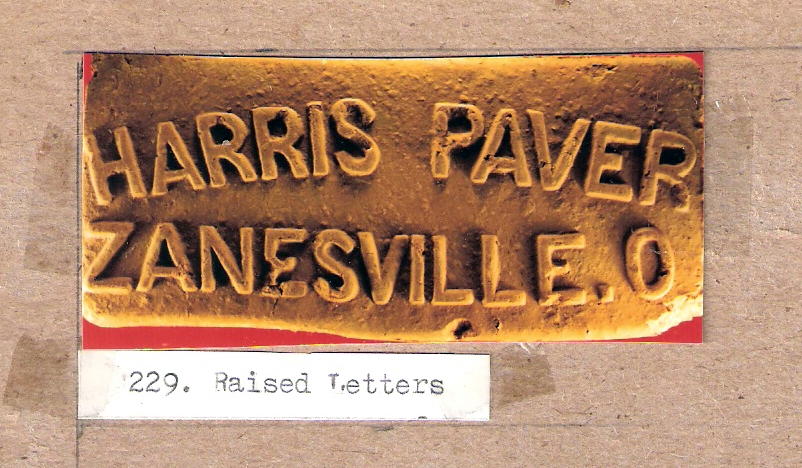 HARRIS PAVER
ZANESVILLE. O
229. Raised Letters